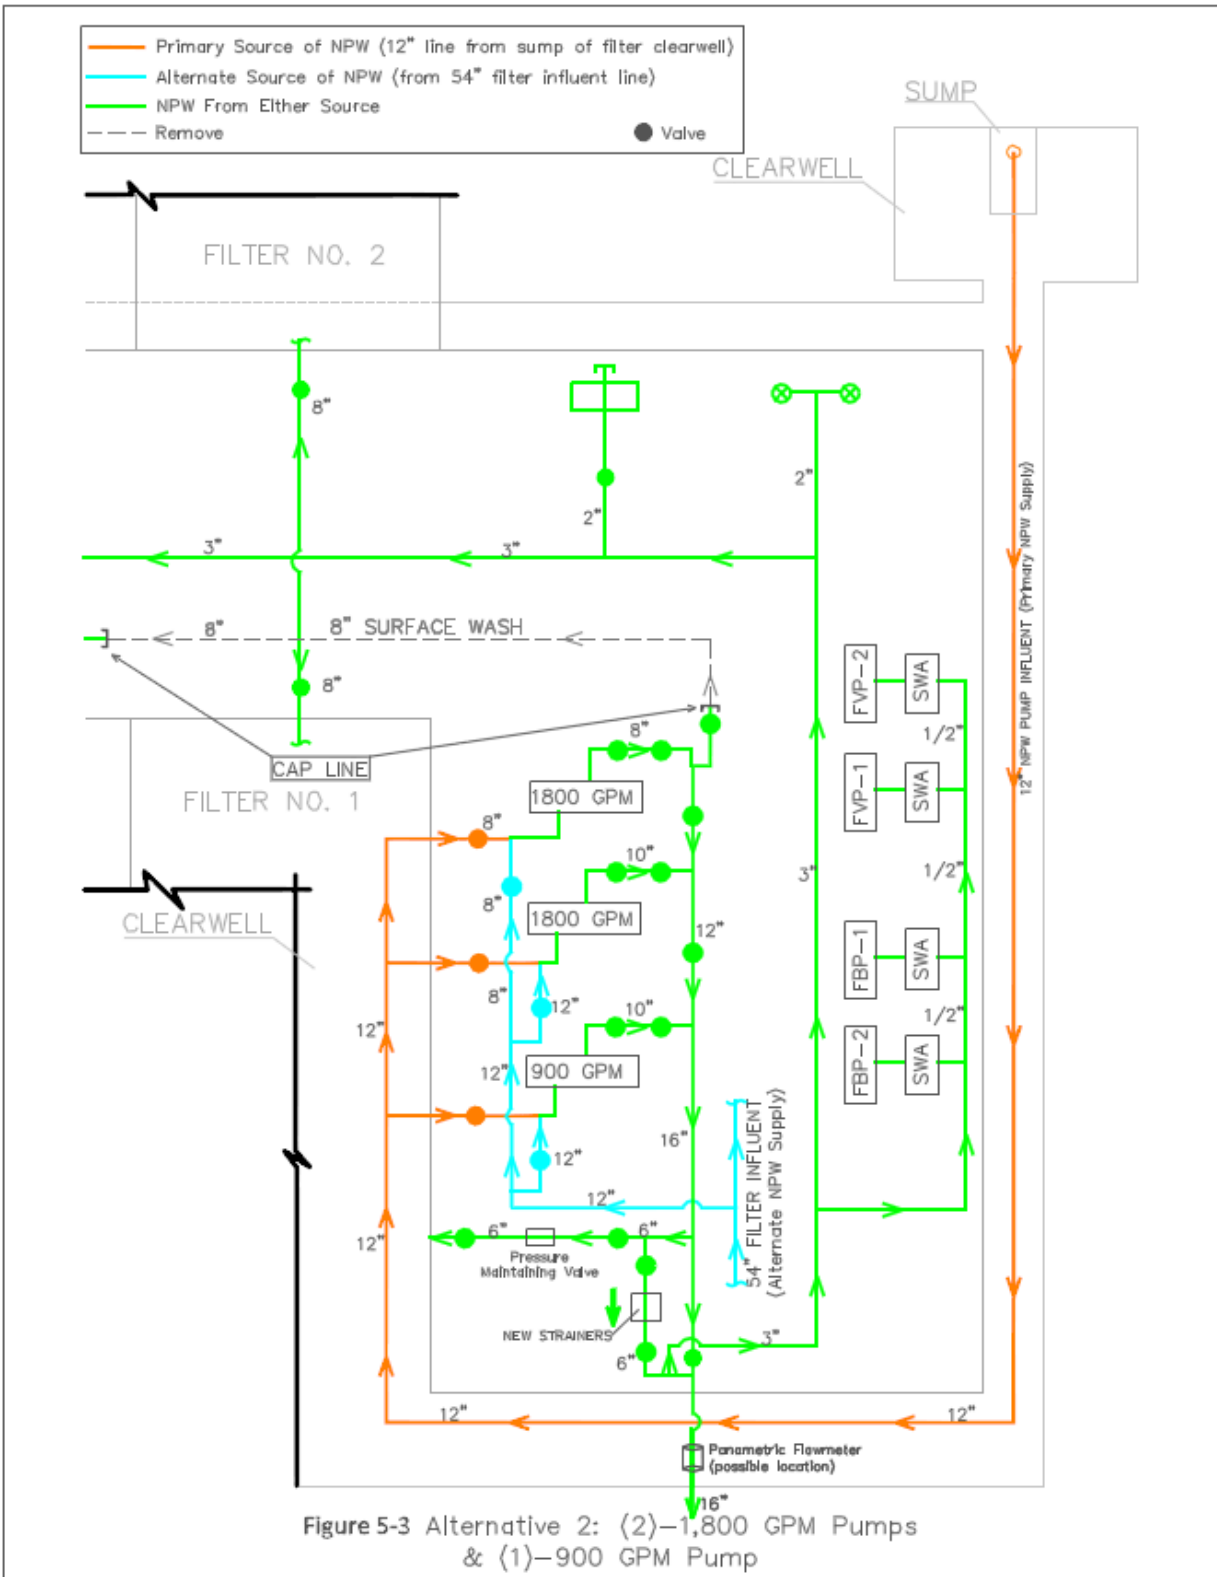 Primary Source of NPW (12" line from sump of filter clearwell)
Alternate Source of NPW (from 54" filter influent line)
NPW From Either Source
Remove
Valve
SUMP
CLEARWELL
FILTER NO. 2
8"
2"
2"
3"
3"
8"
8" SURFACE WASH
8"
12" NPW PUMP INFLUENT (Primary NPW Supply)
FVP-2
SWA
1/2"
8"
CAP LINE
FILTER NO. 1
1800 GPM
FVP-1
SWA
8"
10"
3"
1/2"
8"
1800 GPM
CLEARWELL
12"
FBP-1
SWA
8"
12"
10"
1/2"
12"
12"
900 GPM
FBP-2
SWA
16"
12"
54" FILTER INFLUENT
(Alternate NPW Supply)
12"
12"
6"
6"
Pressure
Maintaining Valve
NEW STRAINERS
3"
6"
12"
12"
Panametric Flowmeter
(possible location)
16"
Figure 5-3 Alternative 2: (2)-1,800 GPM Pumps
& (1)-900 GPM Pump